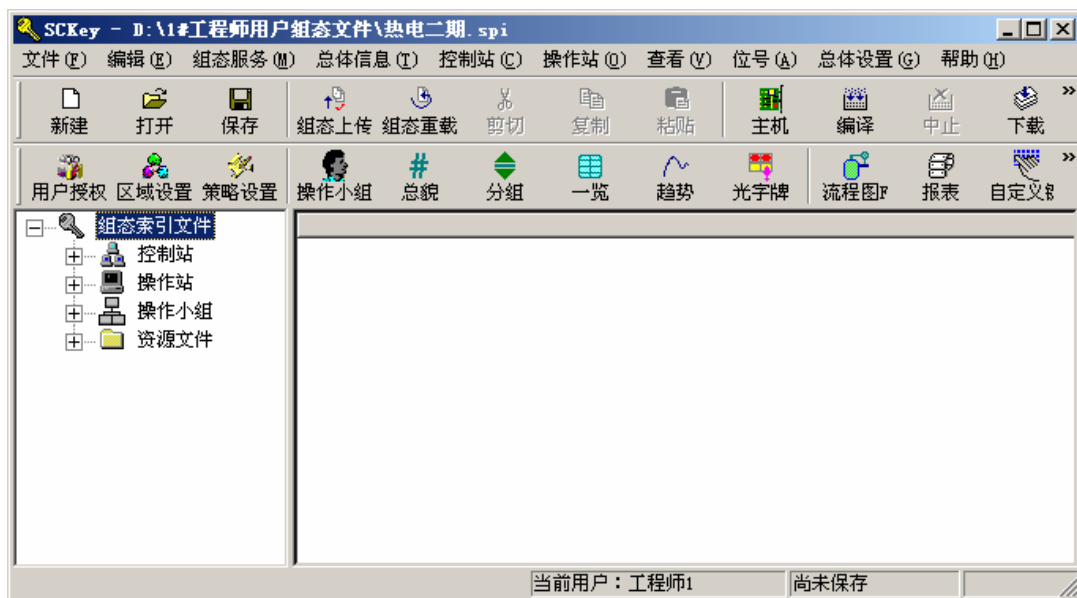 SCKey - D:\1#工程师用户组态文件\热电二期.spi
文件(F) 编辑(E) 组态服务(M) 总体信息(T) 控制站(C) 操作站(O) 查看(V) 位号(A) 总体设置(G) 帮助(H)
新建 打开 保存 组态上传 组态重载 剪切 复制 粘贴 主机 编译 中止 下载 »
用户授权 区域设置 策略设置 操作小组 总貌 分组 一览 趋势 光字牌 流程图F 报表 自定义 »
组态索引文件
控制站
操作站
操作小组
资源文件
当前用户：工程师1 尚未保存